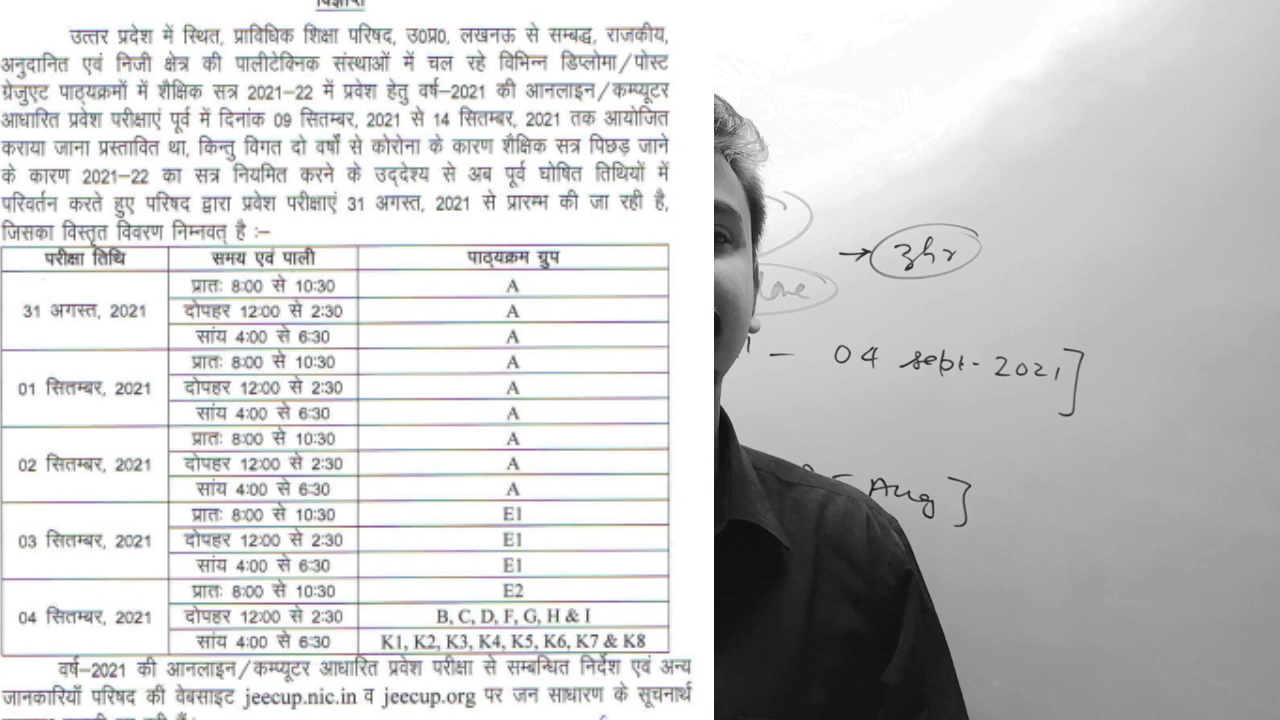 विज्ञप्ति
उत्तर प्रदेश में स्थित, प्राविधिक शिक्षा परिषद, उ0प्र0, लखनऊ से सम्बद्ध, राजकीय,
अनुदानित एवं निजी क्षेत्र की पालीटेक्निक संस्थाओं में चल रहे विभिन्न डिप्लोमा/पोस्ट
ग्रेजुएट पाठ्यक्रमों में शैक्षिक सत्र 2021-22 में प्रवेश हेतु वर्ष-2021 की आनलाइन/कम्प्यूटर
आधारित प्रवेश परीक्षाएं पूर्व में दिनांक 09 सितम्बर, 2021 से 14 सितम्बर, 2021 तक आयोजित
कराया जाना प्रस्तावित था, किन्तु विगत दो वर्षों से कोरोना के कारण शैक्षिक सत्र पिछड़ जाने
के कारण 2021-22 का सत्र नियमित करने के उद्देश्य से अब पूर्व घोषित तिथियों में
परिवर्तन करते हुए परिषद द्वारा प्रवेश परीक्षाएं 31 अगस्त, 2021 से प्रारम्भ की जा रही है,
जिसका विस्तृत विवरण निम्नवत् है :-
परीक्षा तिथि समय एवं पाली पाठ्यक्रम ग्रुप
31 अगस्त, 2021 प्रातः 8:00 से 10:30 A
दोपहर 12:00 से 2:30 A
सांय 4:00 से 6:30 A
01 सितम्बर, 2021 प्रातः 8:00 से 10:30 A
दोपहर 12:00 से 2:30 A
सांय 4:00 से 6:30 A
02 सितम्बर, 2021 प्रातः 8:00 से 10:30 A
दोपहर 12:00 से 2:30 A
सांय 4:00 से 6:30 A
03 सितम्बर, 2021 प्रातः 8:00 से 10:30 E1
दोपहर 12:00 से 2:30 E1
सांय 4:00 से 6:30 E1
04 सितम्बर, 2021 प्रातः 8:00 से 10:30 E2
दोपहर 12:00 से 2:30 B, C, D, F, G, H & I
सांय 4:00 से 6:30 K1, K2, K3, K4, K5, K6, K7 & K8
वर्ष-2021 की आनलाइन/कम्प्यूटर आधारित प्रवेश परीक्षा से सम्बन्धित निर्देश एवं अन्य
जानकारियाँ परिषद की वेबसाइट jeecup.nic.in व jeecup.org पर जन साधारण के सूचनार्थ
→ 3hr
- 04 sept-2021]
- Aug]